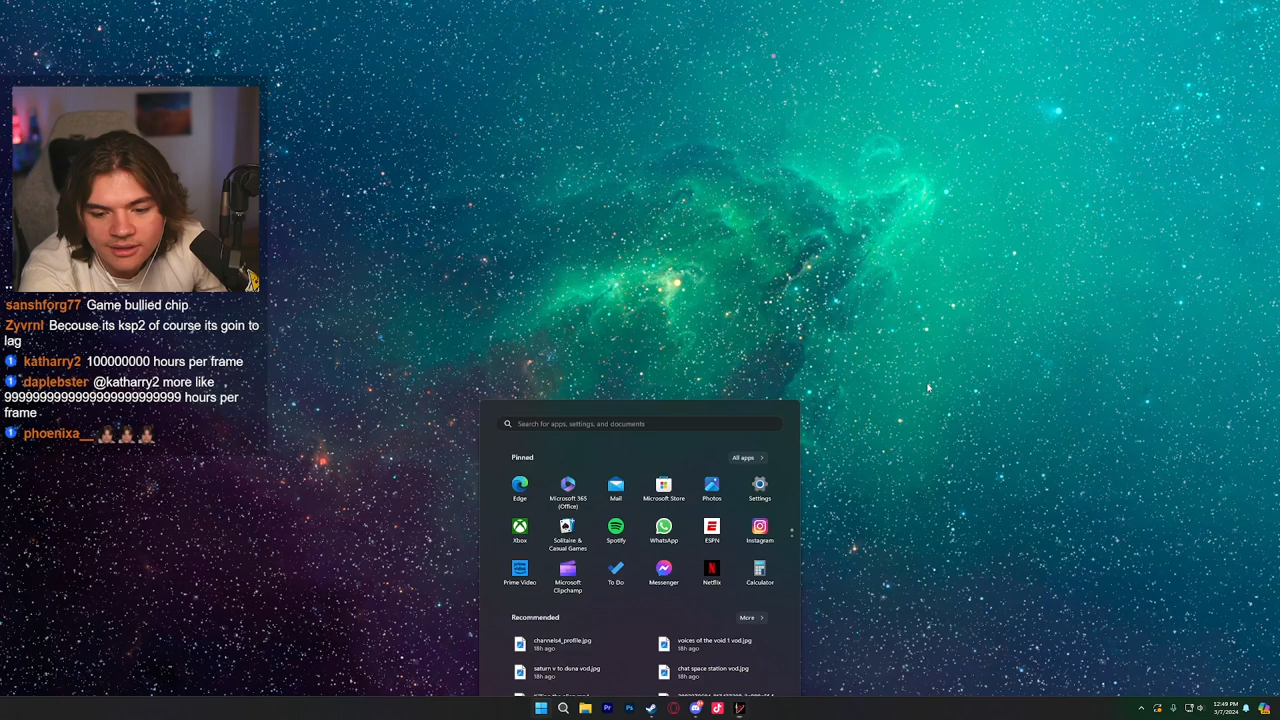 sanshforg77 Game bullied chip
Zyvrnl Becouse its ksp2 of course its goin to
lag
katharry2 100000000 hours per frame
daplebster @katharry2 more like
hours per
frame
phoenixa__
Search for apps, settings, and documents
Pinned
All apps
Edge
Microsoft 365
(Office)
Mail
Microsoft Store
Photos
Settings
Xbox
Solitaire &
Casual Games
Spotify
WhatsApp
ESPN
Instagram
Prime Video
Microsoft
Clipchamp
To Do
Messenger
Netflix
Calculator
Recommended
More
channels4_profile.jpg
18h ago
voices of the void 1 vod.jpg
18h ago
saturn v to duna vod.jpg
18h ago
chat space station vod.jpg
18h ago
12:49 PM
3/7/2024